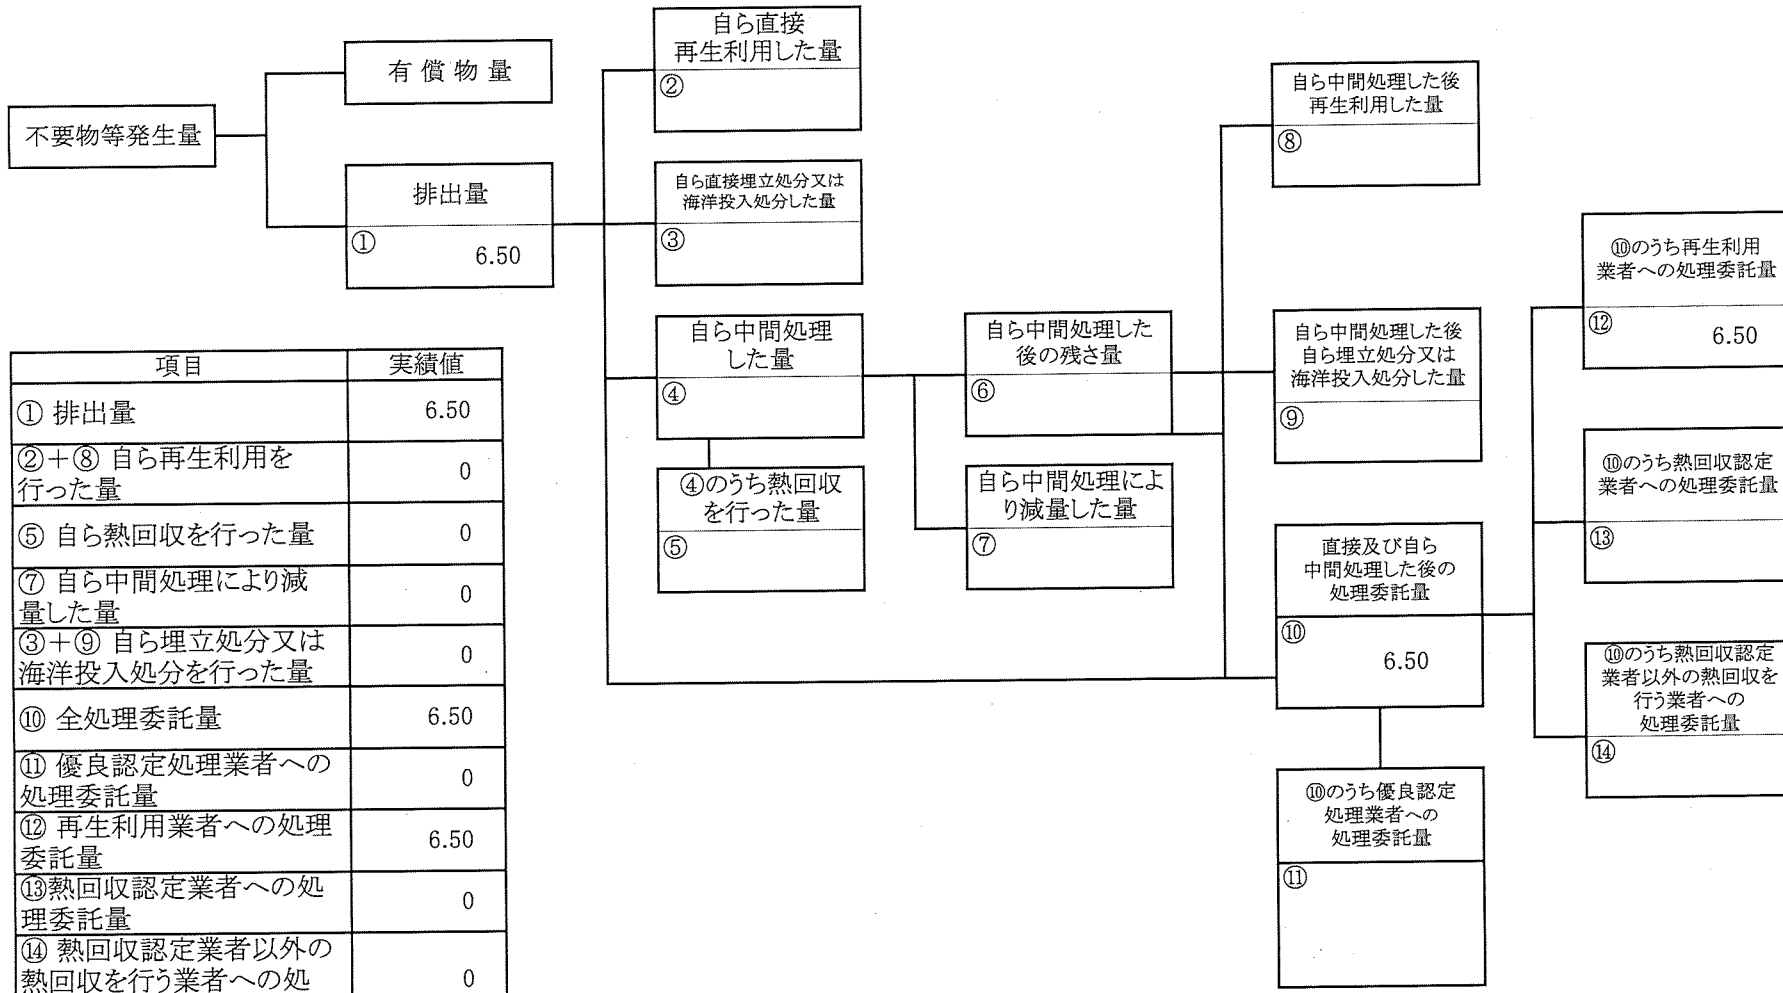 不要物等発生量
有償物量
排出量
①
6.50
自ら直接
再生利用した量
②
自ら直接埋立処分又は
海洋投入処分した量
③
自ら中間処理
した量
④
④のうち熱回収
を行った量
⑤
自ら中間処理した
後の残さ量
⑥
自ら中間処理によ
り減量した量
⑦
自ら中間処理した後
再生利用した量
⑧
自ら中間処理した後
自ら埋立処分又は
海洋投入処分した量
⑨
直接及び自ら
中間処理した後の
処理委託量
⑩
6.50
⑩のうち優良認定
処理業者への
処理委託量
⑪
⑩のうち再生利用
業者への処理委託量
⑫
6.50
⑩のうち熱回収認定
業者への処理委託量
⑬
⑩のうち熱回収認定
業者以外の熱回収を
行う業者への
処理委託量
⑭
項目 実績値
① 排出量 6.50
②+⑧ 自ら再生利用を
行った量 0
⑤ 自ら熱回収を行った量 0
⑦ 自ら中間処理により減
量した量 0
③+⑨ 自ら埋立処分又は
海洋投入処分を行った量 0
⑩ 全処理委託量 6.50
⑪ 優良認定処理業者への
処理委託量 0
⑫ 再生利用業者への処理
委託量 6.50
⑬熱回収認定業者への処
理委託量 0
⑭ 熱回収認定業者以外の
熱回収を行う業者への処 0